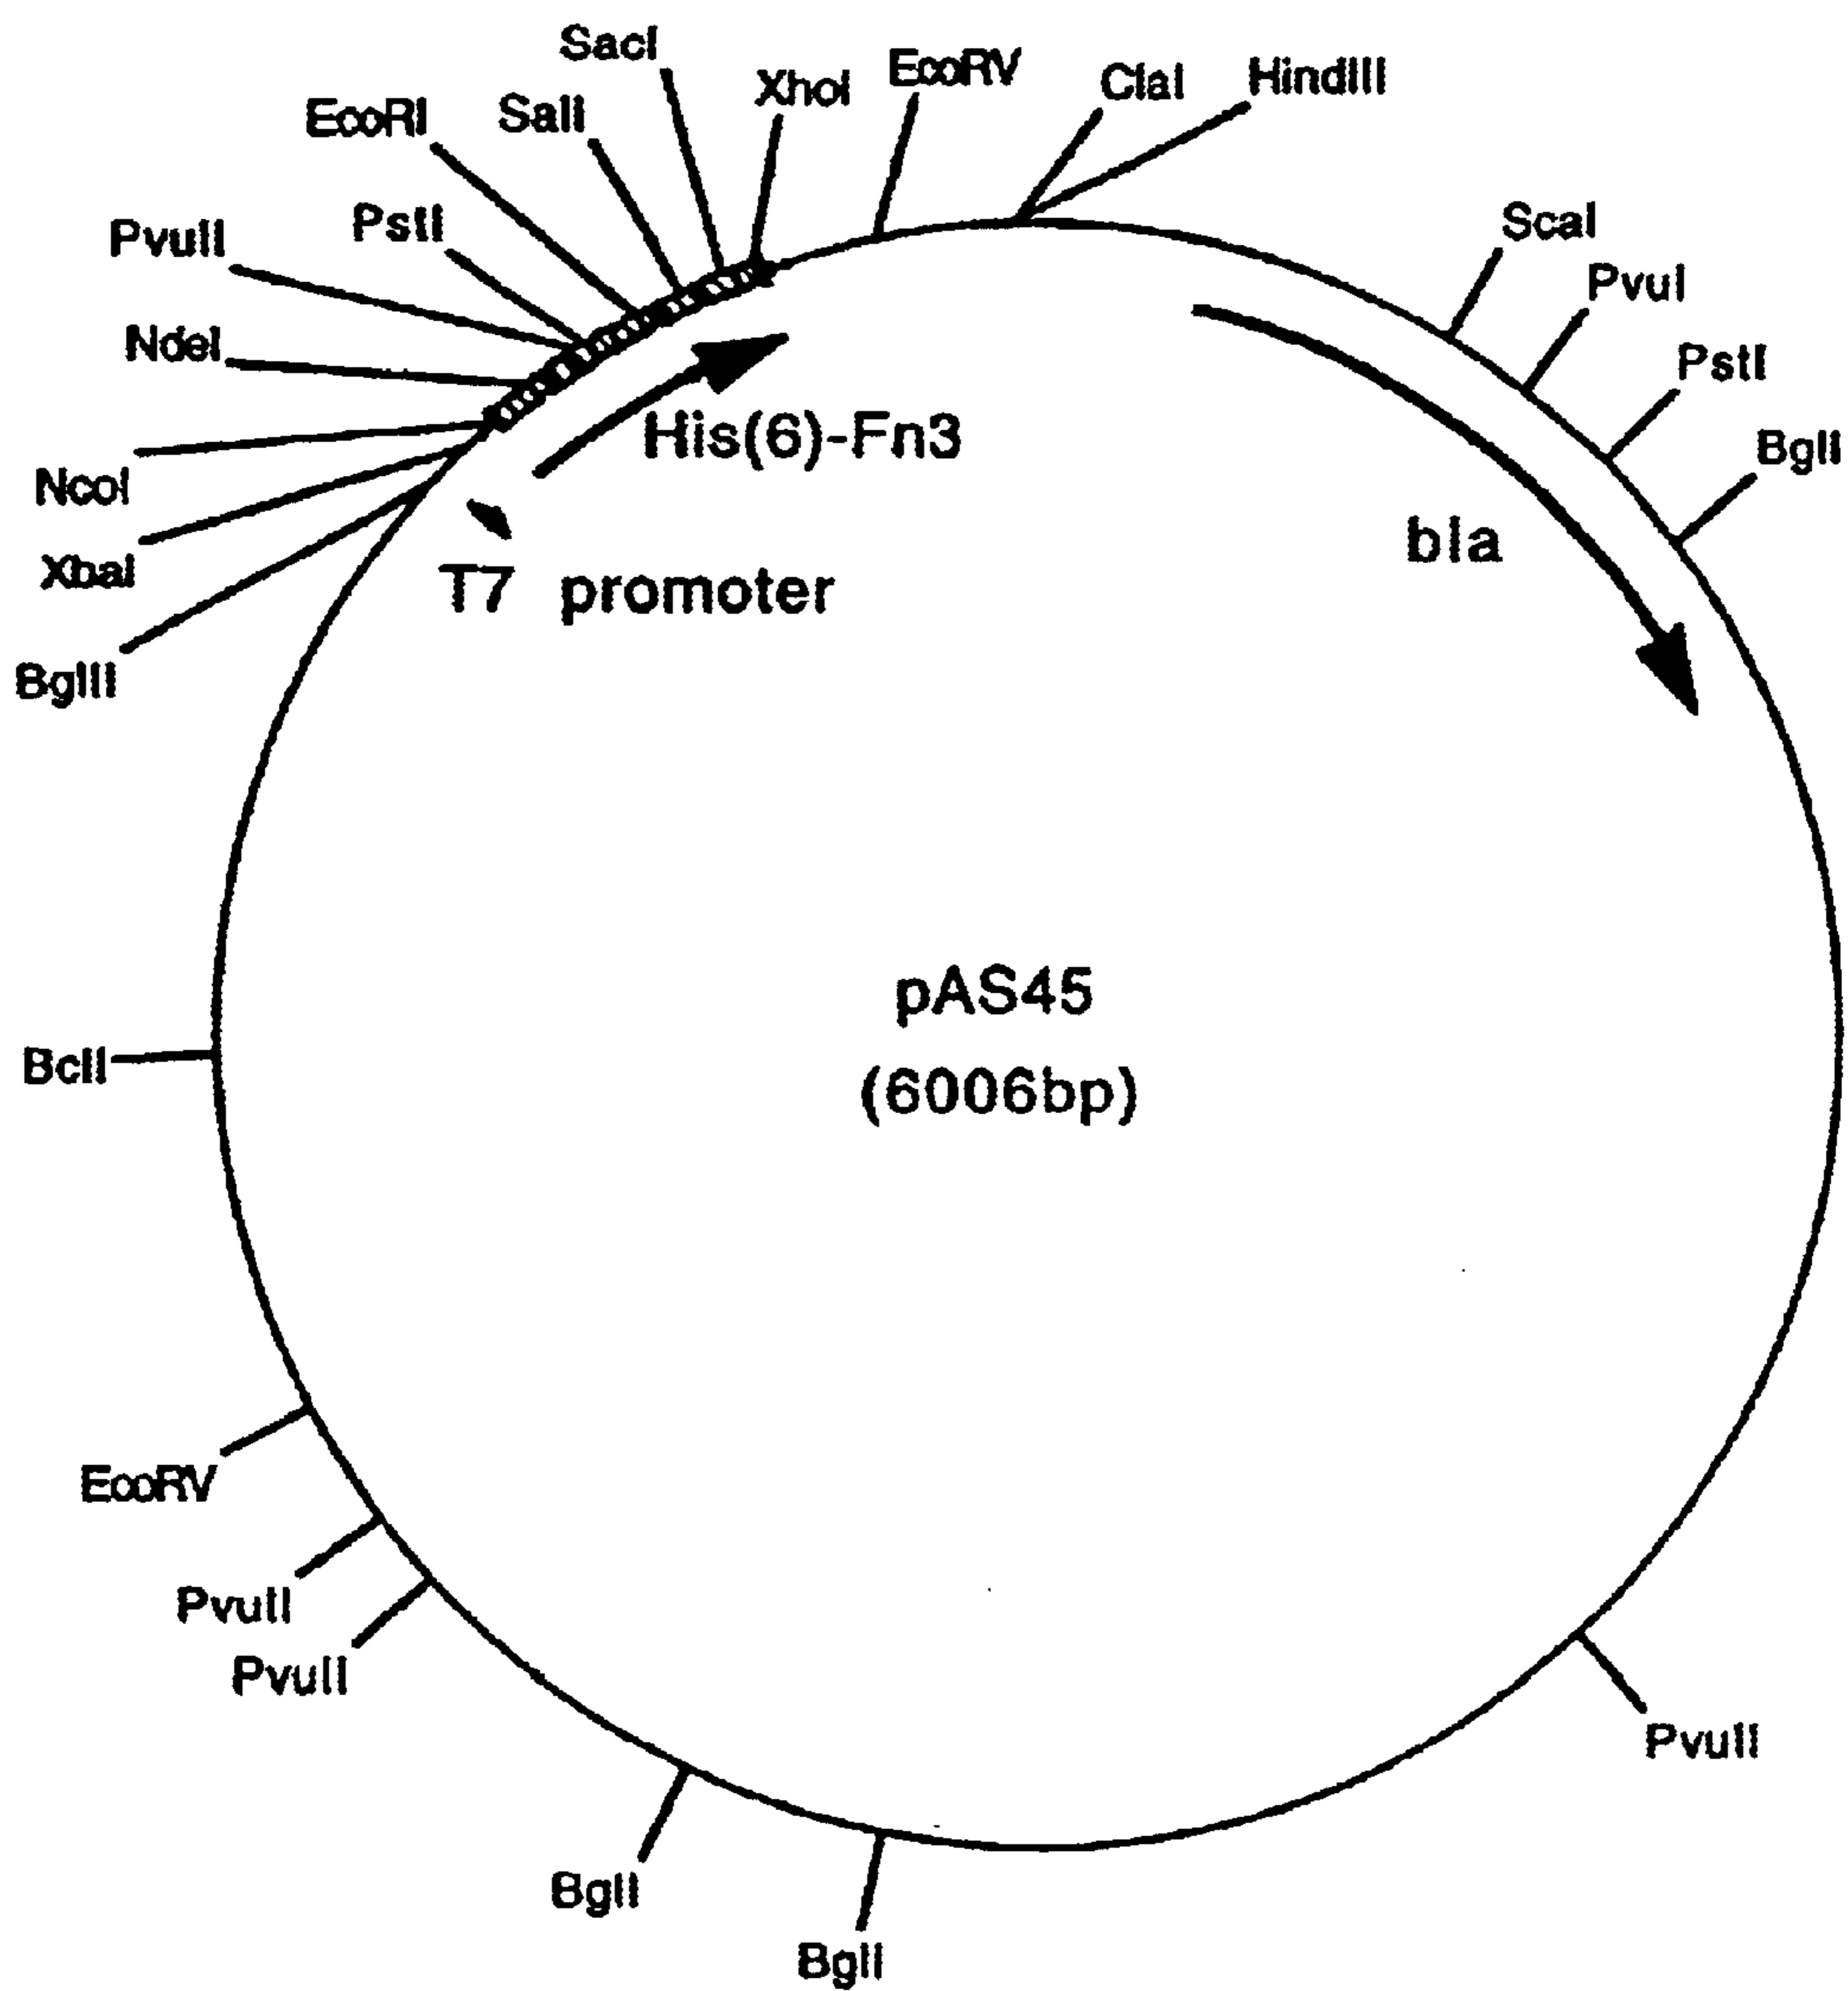 SacI
XhoI
EcoRV
ClaI
HindIII
EcoRI
SalI
PvuII
PstI
ScaI
PvuI
NdeI
PstI
His(6)-Fn3
BglI
NcoI
bla
XbaI
T7 promoter
BglII
pAS45
BclI
(6006bp)
EcoRV
PvuII
PvuII
PvuII
BglI
BglI